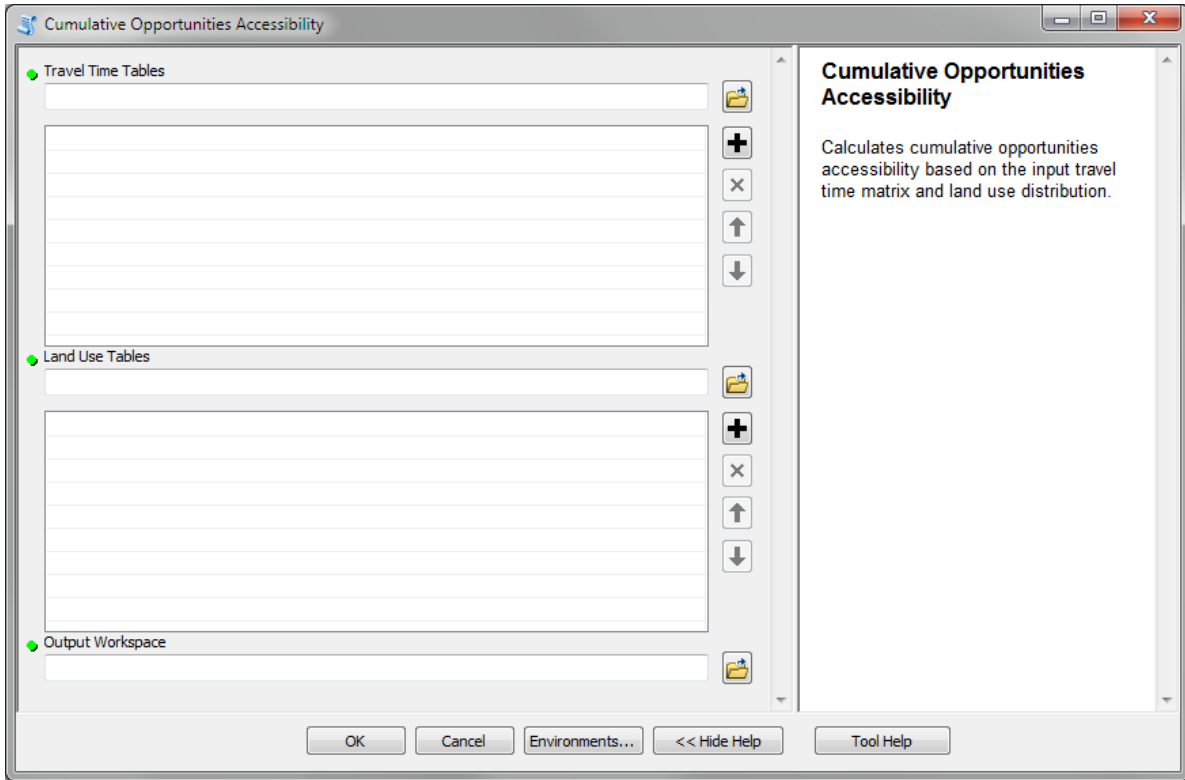 Cumulative Opportunities Accessibility
Travel Time Tables
Land Use Tables
Output Workspace
Cumulative Opportunities
Accessibility
Calculates cumulative opportunities
accessibility based on the input travel
time matrix and land use distribution.
OK
Cancel
Environments...
<< Hide Help
Tool Help